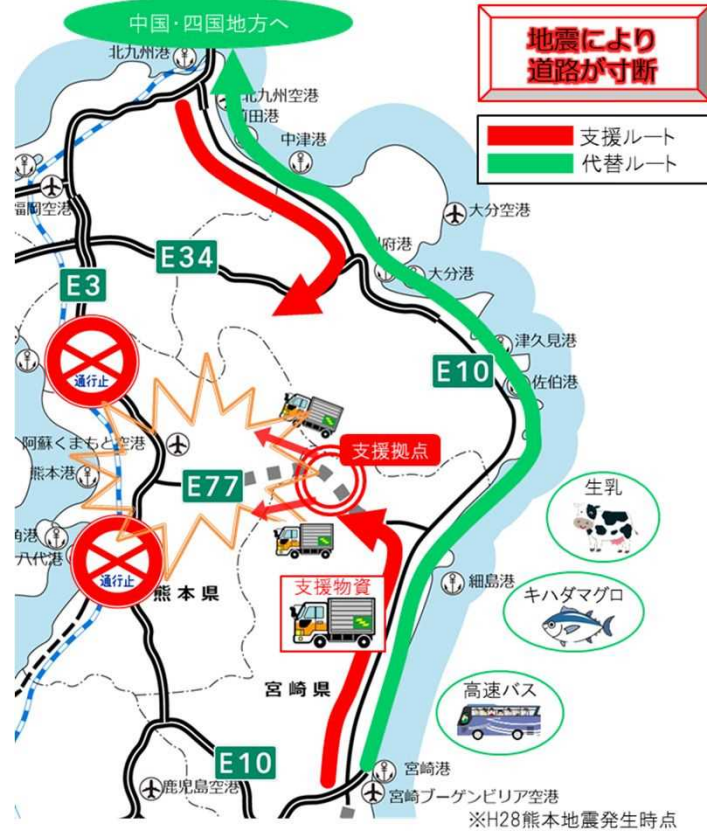 中国・四国地方へ
地震により
道路が寸断
支援ルート
代替ルート
北九州港
北九州空港
田港
中津港
福岡空港
大分空港
府港
大分港
E34
E3
E10
津久見港
佐伯港
通行止
阿蘇くまもと空港
支援拠点
熊本港
E77
生乳
角港
八代港
通行止
熊本県
支援物資
細島港
キハダマグロ
宮崎県
高速バス
E10
宮崎港
鹿児島空港
宮崎ブーゲンビリア空港
※H28熊本地震発生時点